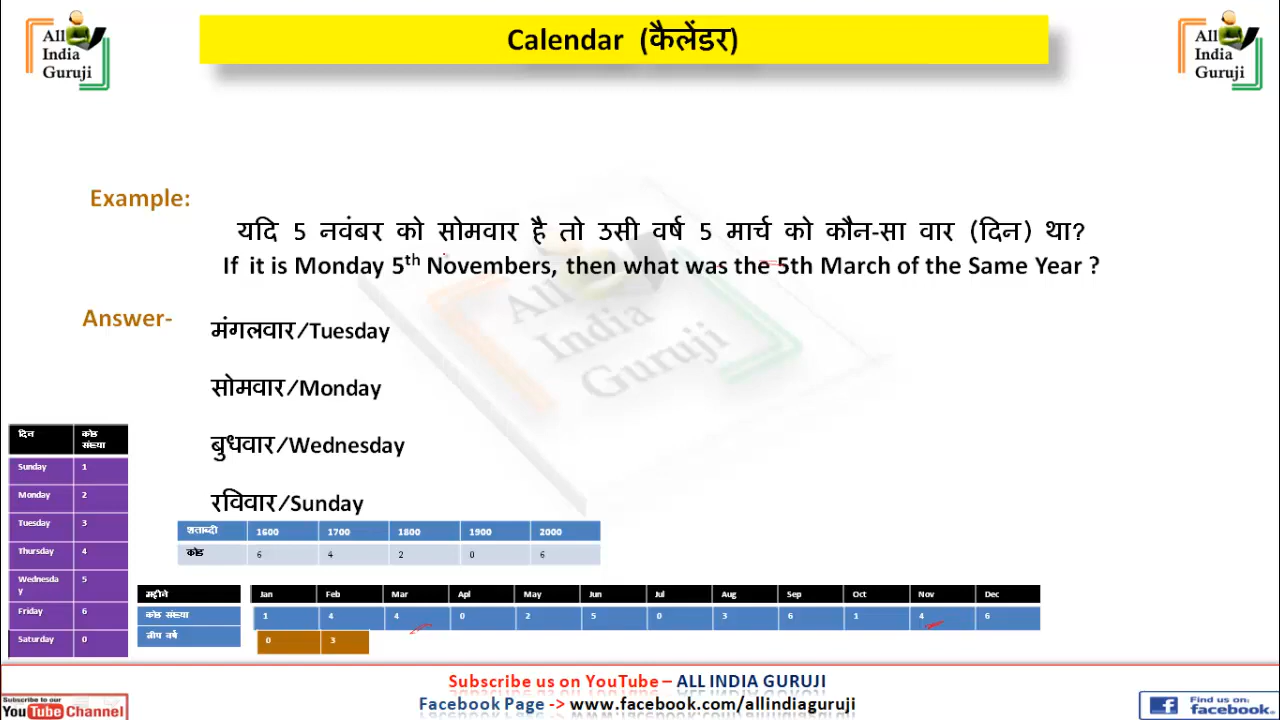 All
India
Guruji
Calendar (कैलेंडर)
All
India
Guruji
Example:
यदि 5 नवंबर को सोमवार है तो उसी वर्ष 5 मार्च को कौन-सा वार (दिन) था?
If it is Monday 5th Novembers, then what was the 5th March of the Same Year ?
Answer-
मंगलवार/Tuesday
सोमवार/Monday
बुधवार/Wednesday
रविवार/Sunday
All
India
Guruji
दिन कोड संख्या
Sunday 1
Monday 2
Tuesday 3
Thursday 4
Wednesda
y 5
Friday 6
Saturday 0
शताब्दी 1600 1700 1800 1900 2000
कोड 6 4 2 0 6
महीने Jan Feb Mar Apl May Jun Jul Aug Sep Oct Nov Dec
कोड संख्या 1 4 4 0 2 5 0 3 6 1 4 6
लीप वर्ष 0 3
Subscribe us on YouTube – ALL INDIA GURUJI
Facebook Page -> www.facebook.com/allindiaguruji
Subscribe to our
YouTube Channel
Find us on:
facebook